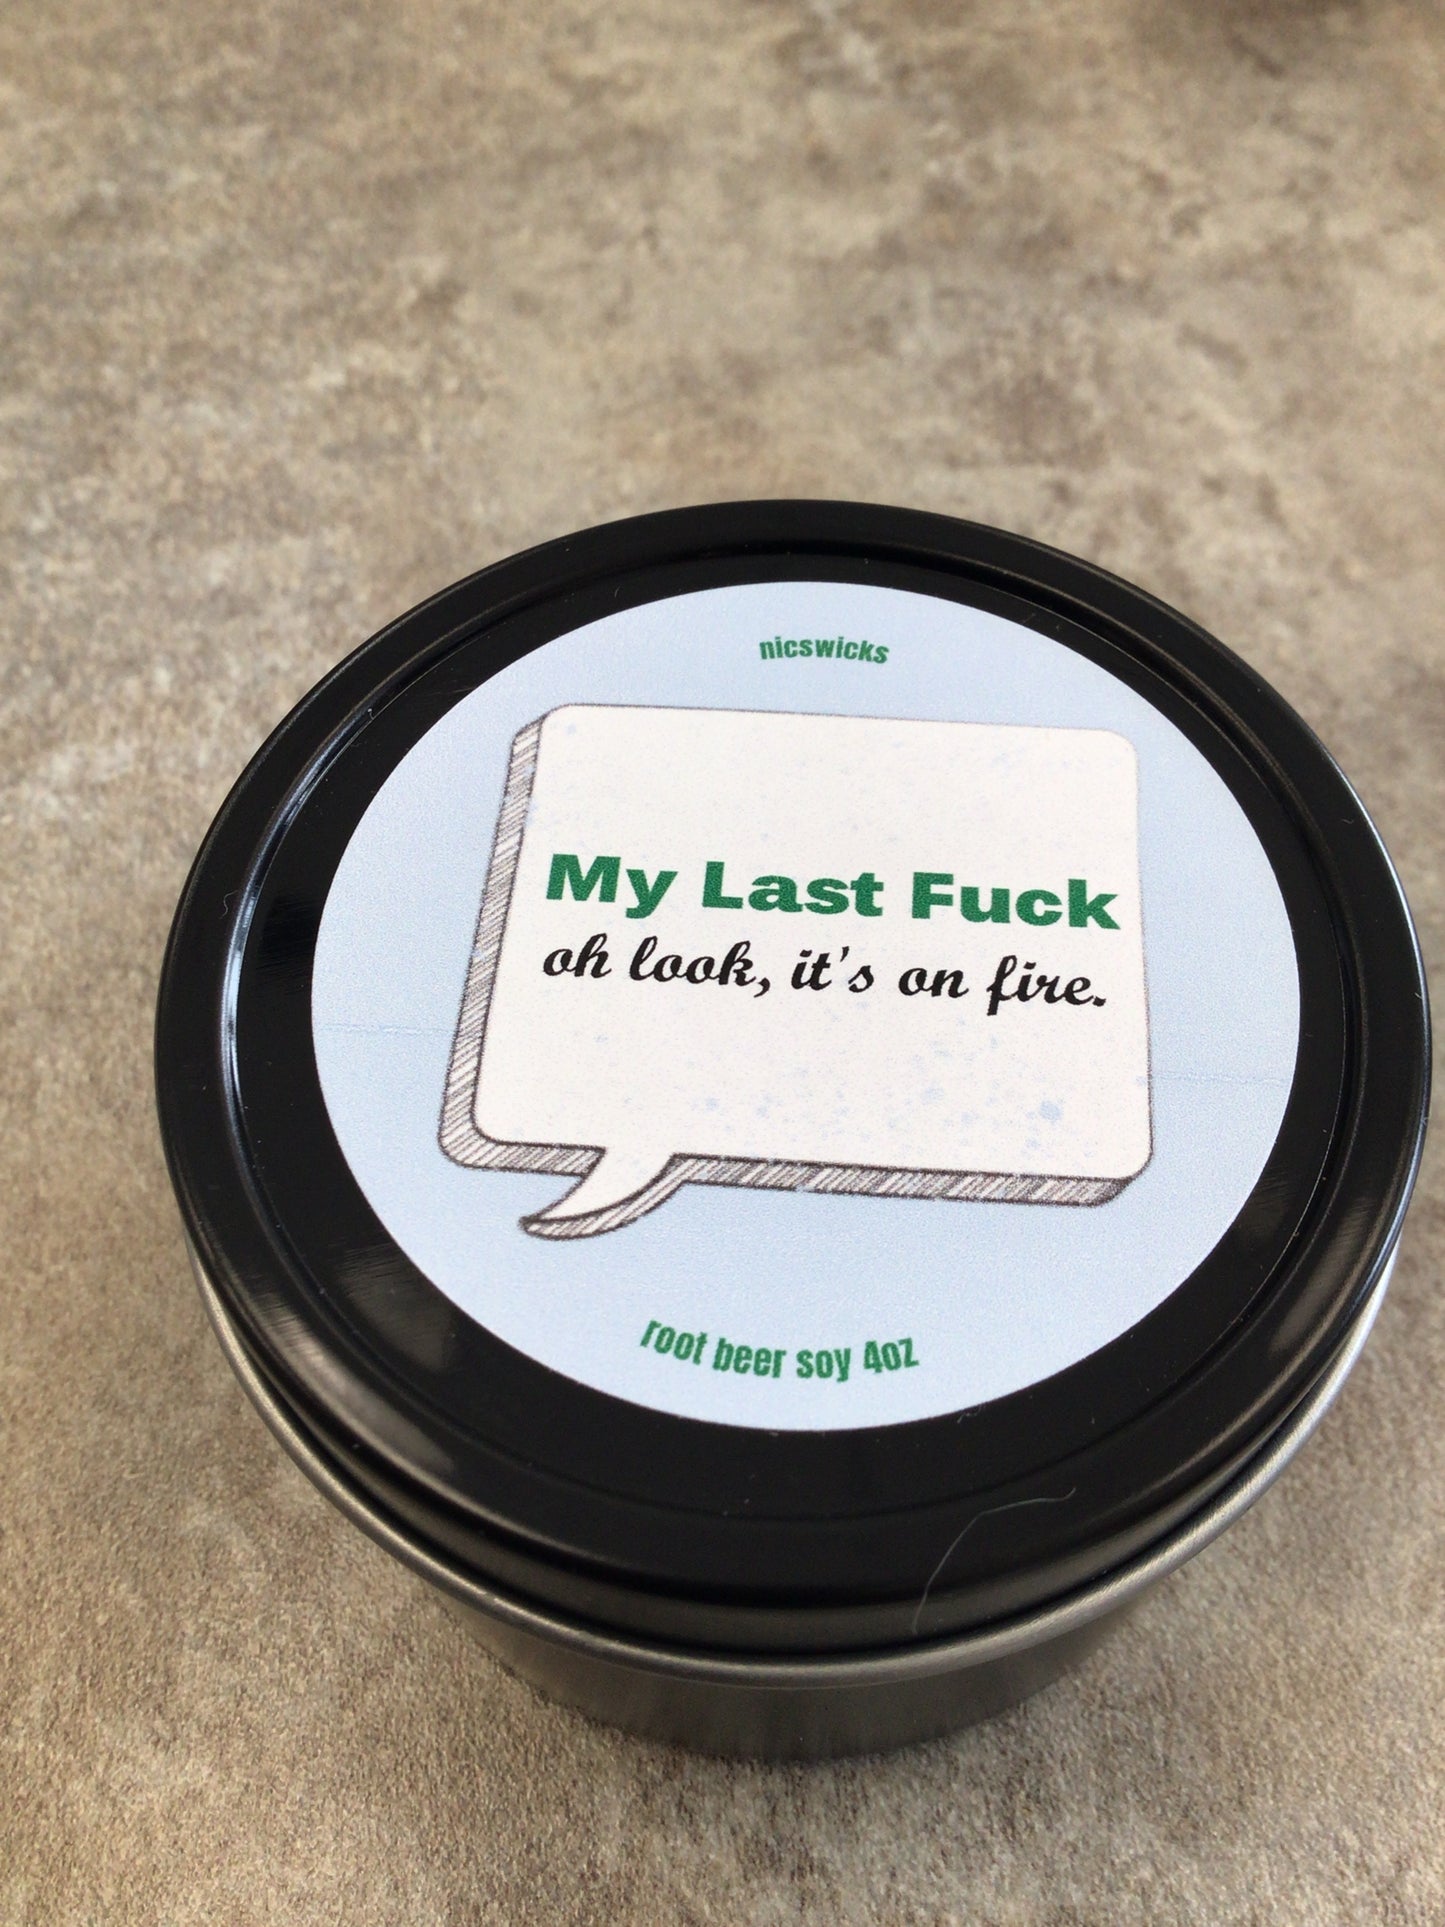 nicswicks
My Last Fuck
oh look, it's on fire.
root beer soy 4oz